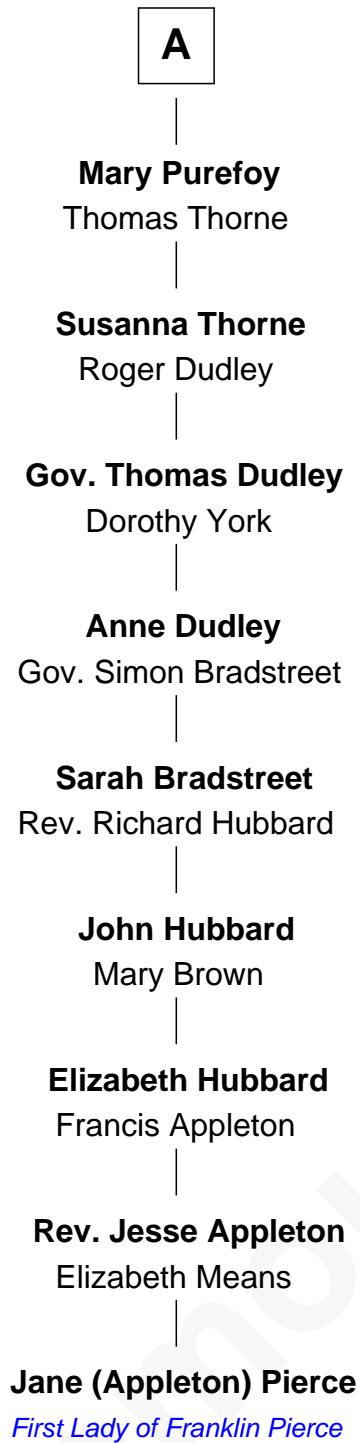 A
Mary Purefoy
Thomas Thorne
Susanna Thorne
Roger Dudley
Gov. Thomas Dudley
Dorothy York
Anne Dudley
Gov. Simon Bradstreet
Sarah Bradstreet
Rev. Richard Hubbard
John Hubbard
Mary Brown
Elizabeth Hubbard
Francis Appleton
Rev. Jesse Appleton
Elizabeth Means
Jane (Appleton) Pierce
First Lady of Franklin Pierce